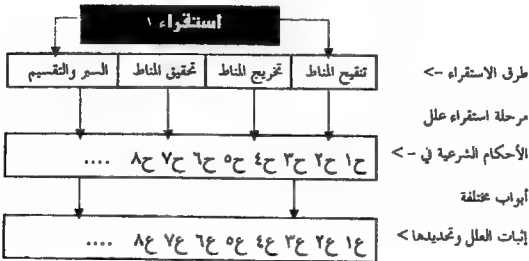 استقراء ١
طرق الاستقراء -> تنقيح المناط تخريج المناط تحقيق المناط السبر والتقسيم
مرحلة استقراء علل
الأحكام الشرعية في -> ح١ ح٢ ح٣ ح٤ ح٥ ح٦ ح٧ ح٨ ....
أبواب مختلفة
إثبات العلل وتحديدها > ع١ ع٢ ع٣ ع٤ ع٥ ع٦ ع٧ ع٨ ....